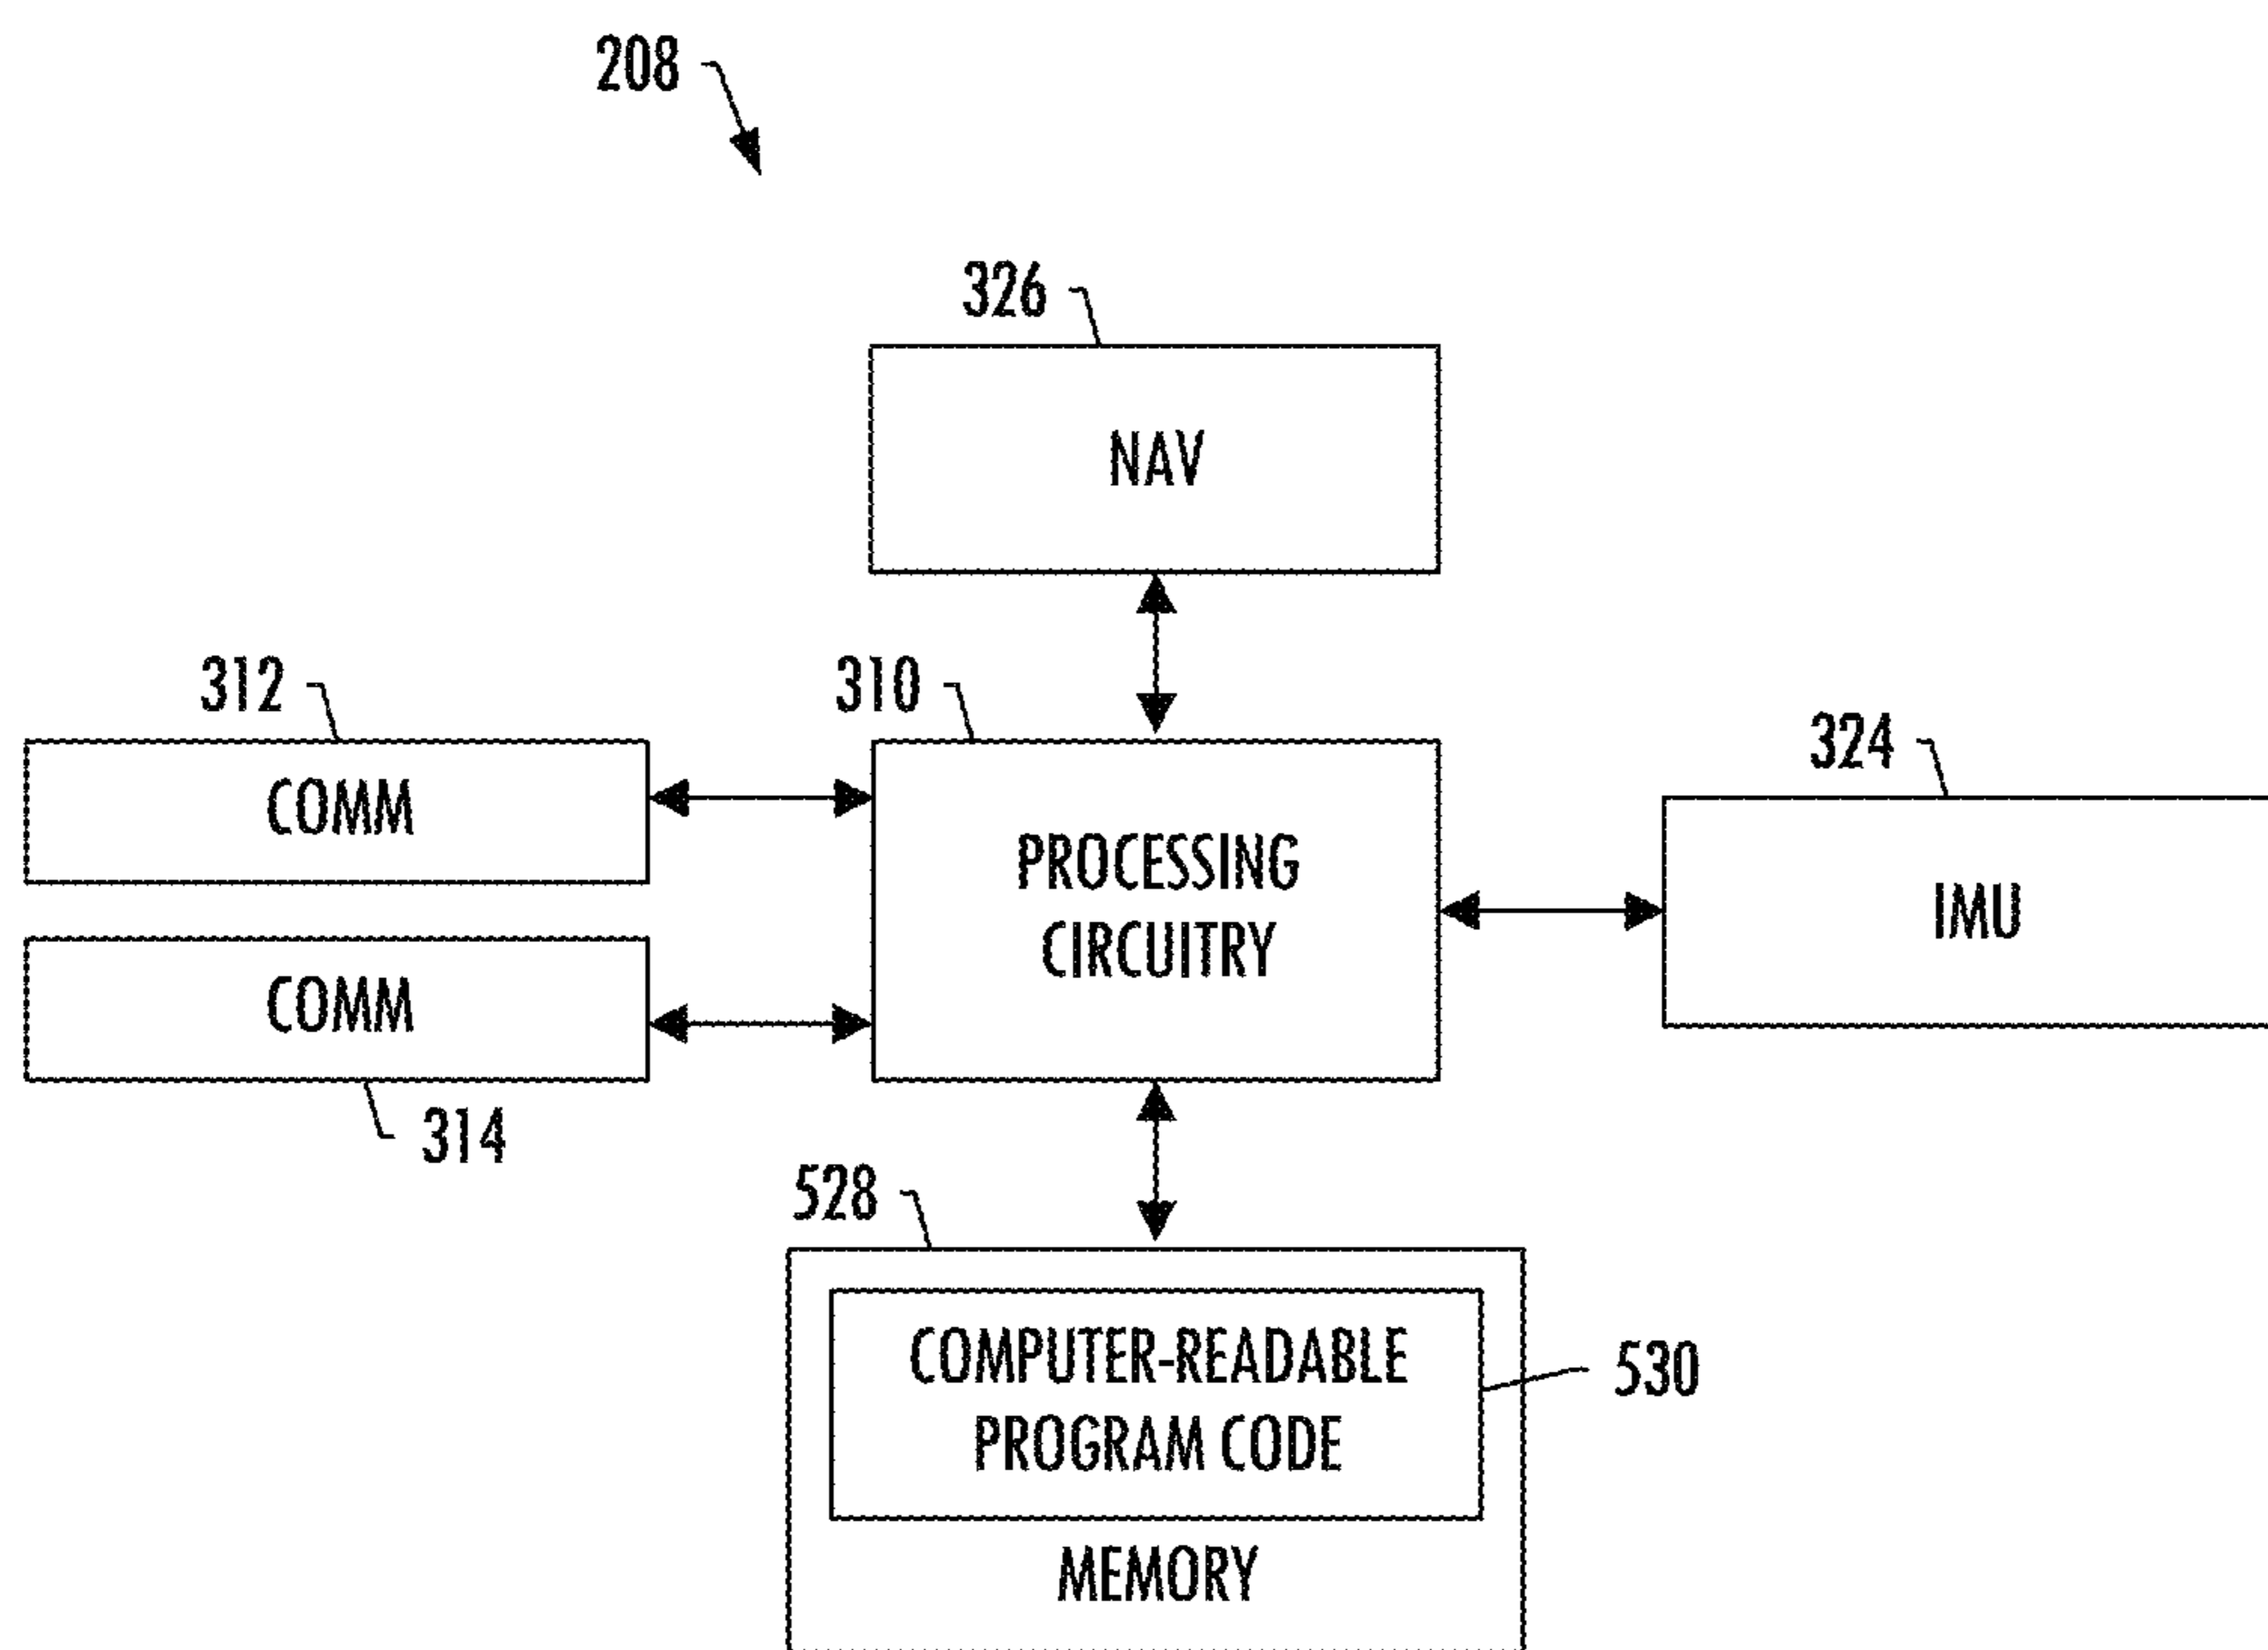 208
326
NAV
312
310
324
COMM
PROCESSING
CIRCUITRY
IMU
COMM
314
528
COMPUTER-READABLE
PROGRAM CODE
530
MEMORY